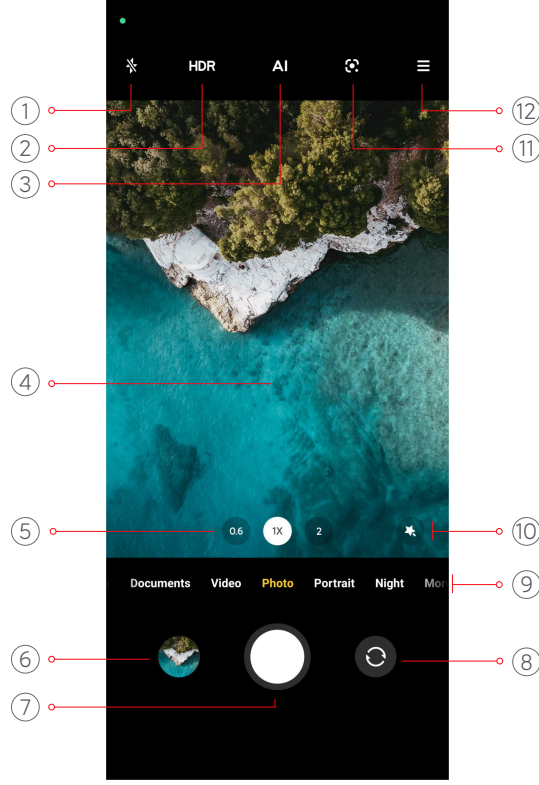 HDR AI
① ⑫
② ⑪
③
④
⑤ 0.6 1X 2 ⑩
Documents Video Photo Portrait Night Mor ⑨
⑥ ⑧
⑦